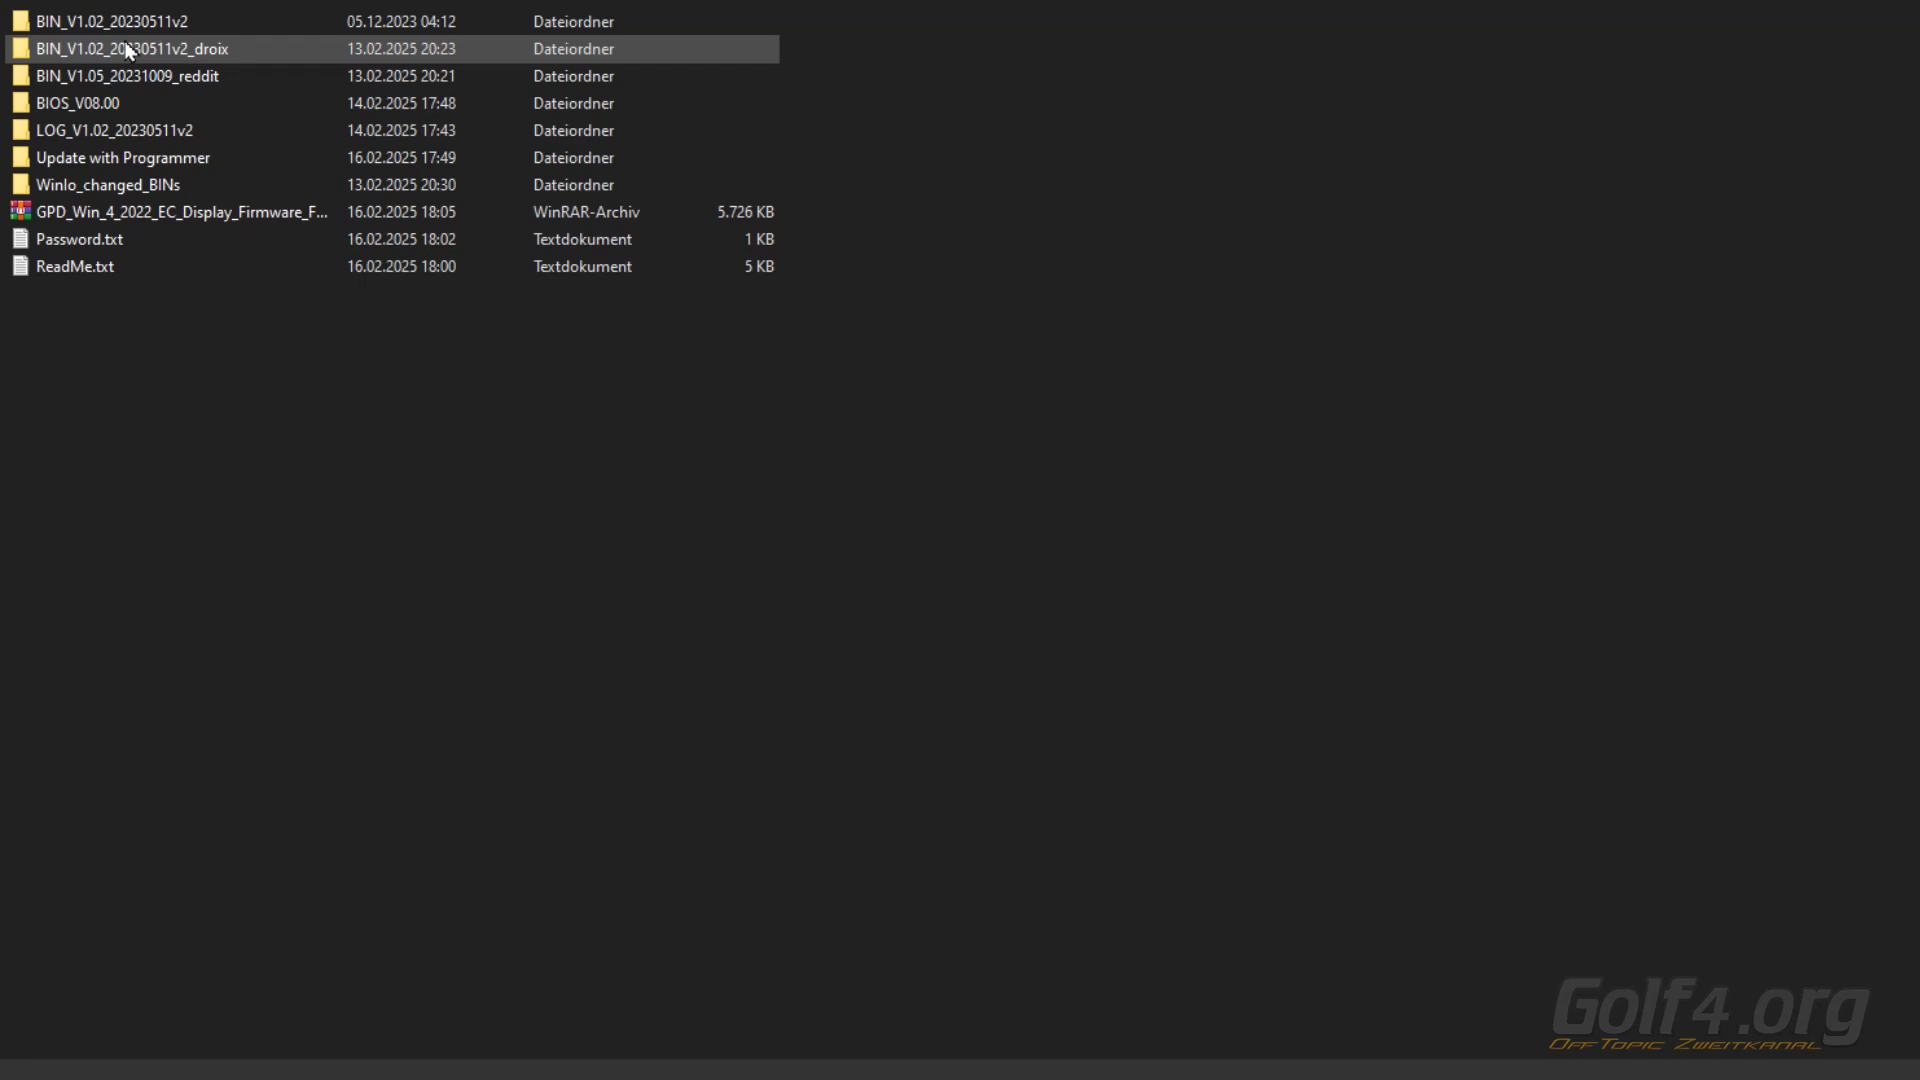 BIN_V1.02_20230511v2 05.12.2023 04:12 Dateiordner
BIN_V1.02_20230511v2_droix 13.02.2025 20:23 Dateiordner
BIN_V1.05_20231009_reddit 13.02.2025 20:21 Dateiordner
BIOS_V08.00 14.02.2025 17:48 Dateiordner
LOG_V1.02_20230511v2 14.02.2025 17:43 Dateiordner
Update with Programmer 16.02.2025 17:49 Dateiordner
WinIo_changed_BINs 13.02.2025 20:30 Dateiordner
GPD_Win_4_2022_EC_Display_Firmware_F... 16.02.2025 18:05 WinRAR-Archiv 5.726 KB
Password.txt 16.02.2025 18:02 Textdokument 1 KB
ReadMe.txt 16.02.2025 18:00 Textdokument 5 KB
Golf4.org
Off Topic Zweitkanal